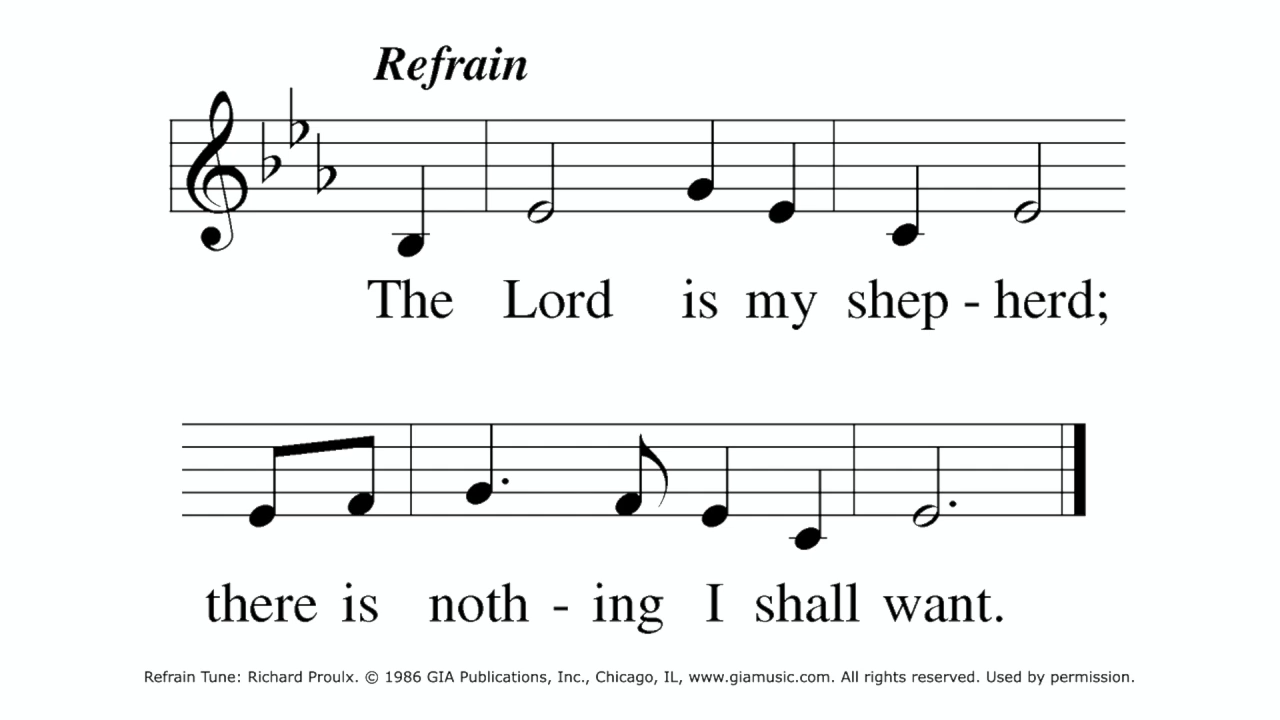 Refrain
The Lord is my shep - herd;
there is noth - ing I shall want.
Refrain Tune: Richard Proulx. © 1986 GIA Publications, Inc., Chicago, IL, www.giamusic.com. All rights reserved. Used by permission.